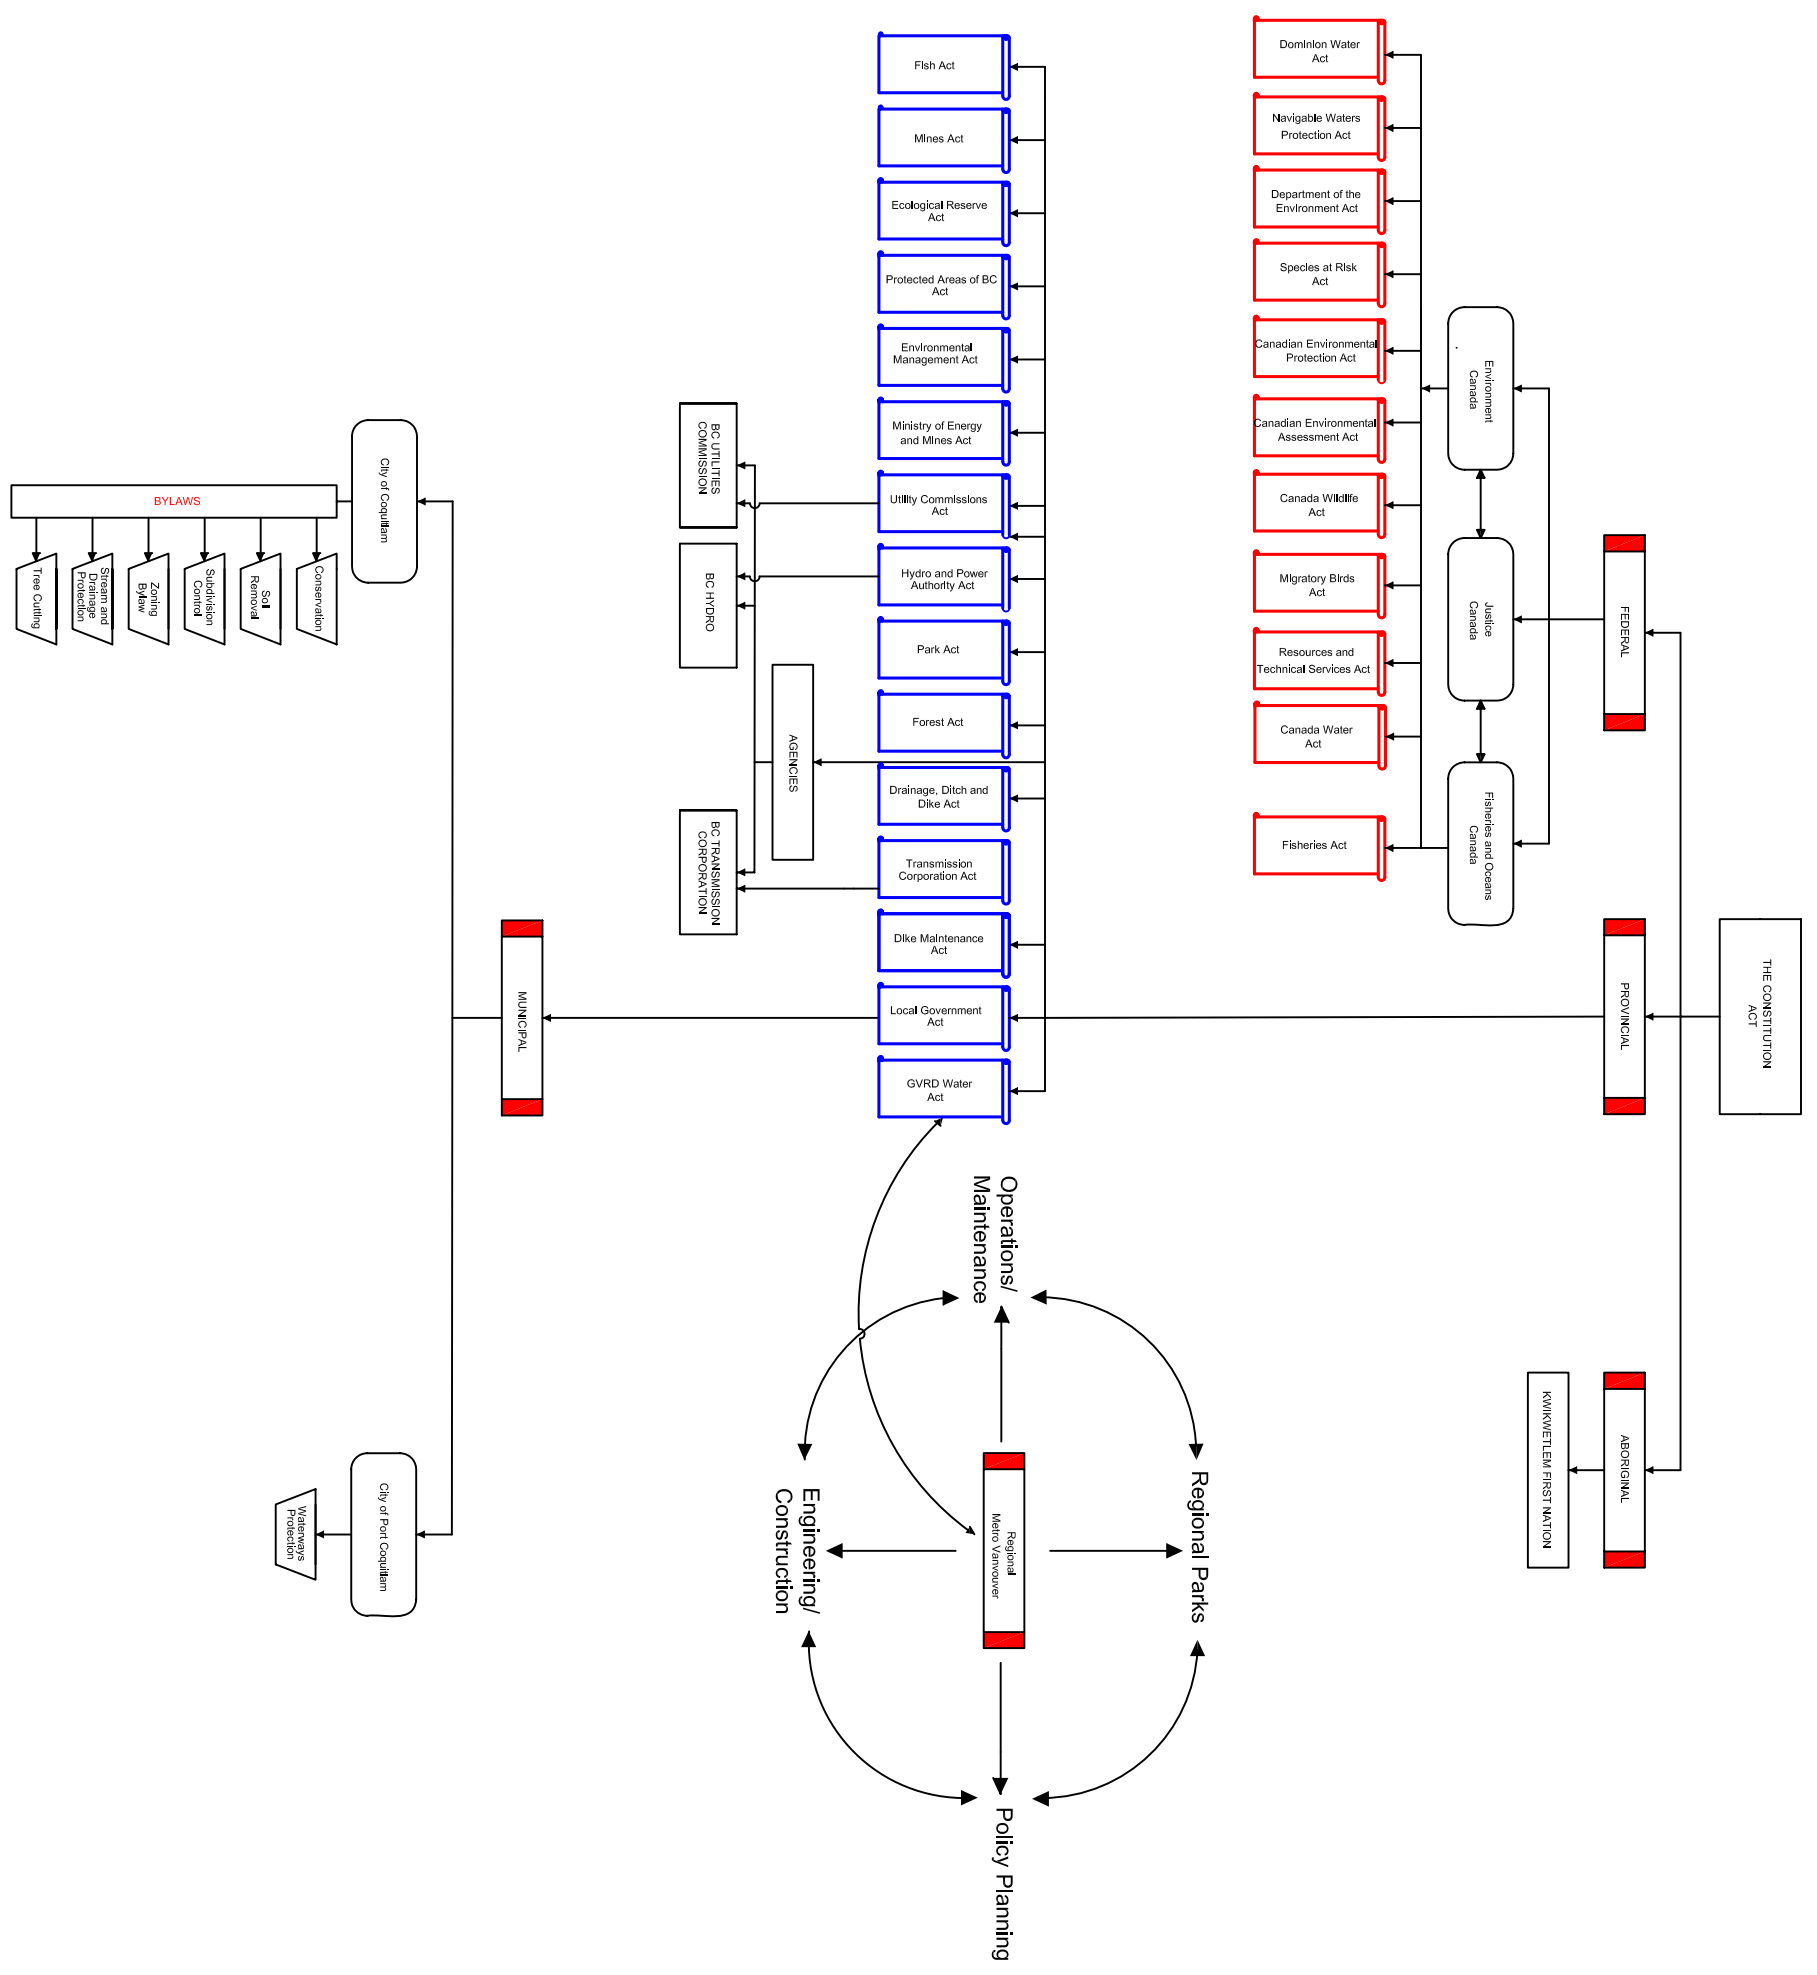 THE CONSTITUTION
ACT
FEDERAL
PROVINCIAL
ABORIGINAL
KWIKWETLEM FIRST NATION
Environment
Canada
Justice
Canada
Fisheries and Oceans
Canada
Dominion Water
Act
Navigable Waters
Protection Act
Department of the
Environment Act
Species at Risk
Act
Canadian Environmental
Protection Act
Canadian Environmental
Assessment Act
Canada Wildlife
Act
Migratory Birds
Act
Resources and
Technical Services Act
Canada Water
Act
Fisheries Act
Fish Act
Mines Act
Ecological Reserve
Act
Protected Areas of BC
Act
Environmental
Management Act
Ministry of Energy
and Mines Act
Utility Commissions
Act
Hydro and Power
Authority Act
Park Act
Forest Act
Drainage, Ditch and
Dike Act
Transmission
Corporation Act
Dike Maintenance
Act
Local Government
Act
GVRD Water
Act
AGENCIES
BC UTILITIES
COMMISSION
BC HYDRO
BC TRANSMISSION
CORPORATION
Operations/
Maintenance
Regional Parks
Regional
Metro Vanvouver
Engineering/
Construction
Policy Planning
MUNICIPAL
City of Coquitlam
BYLAWS
Conservation
Soil
Removal
Subdivision
Control
Zoning
Bylaw
Stream and
Drainage
Protection
Tree Cutting
City of Port Coquitlam
Waterways
Protection